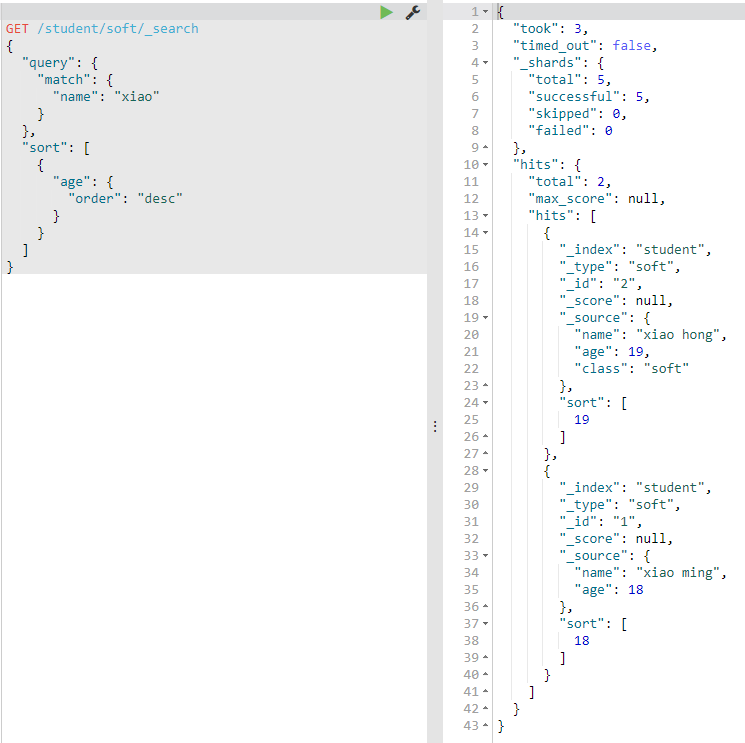 GET /student/soft/_search
{
  "query": {
    "match": {
      "name": "xiao"
    }
  },
  "sort": [
    {
      "age": {
        "order": "desc"
      }
    }
  ]
}
1 {
2   "took": 3,
3   "timed_out": false,
4   "_shards": {
5     "total": 5,
6     "successful": 5,
7     "skipped": 0,
8     "failed": 0
9   },
10   "hits": {
11     "total": 2,
12     "max_score": null,
13     "hits": [
14       {
15         "_index": "student",
16         "_type": "soft",
17         "_id": "2",
18         "_score": null,
19         "_source": {
20           "name": "xiao hong",
21           "age": 19,
22           "class": "soft"
23         },
24         "sort": [
25           19
26         ]
27       },
28       {
29         "_index": "student",
30         "_type": "soft",
31         "_id": "1",
32         "_score": null,
33         "_source": {
34           "name": "xiao ming",
35           "age": 18
36         },
37         "sort": [
38           18
39         ]
40       }
41     ]
42   }
43 }